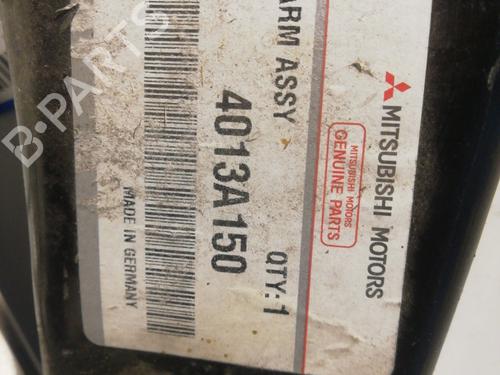 MITSUBISHI MOTORS
MITSUBISHI MOTORS
GENUINE PARTS
ARM ASSY
4013A150
QTY:1
MADE IN GERMANY
B-PARTS